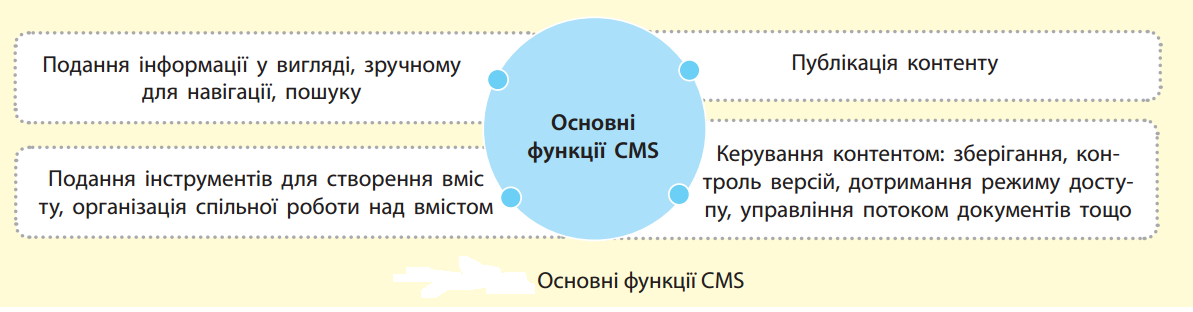 Подання інформації у вигляді, зручному
для навігації, пошуку
Публікація контенту
Основні
функції CMS
Подання інструментів для створення вміс
ту, організація спільної роботи над вмістом
Керування контентом: зберігання, кон-
троль версій, дотримання режиму досту-
пу, управління потоком документів тощо
Основні функції CMS